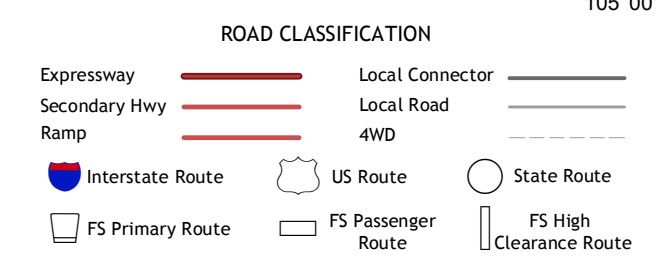 105 00
ROAD CLASSIFICATION
Expressway
Local Connector
Secondary Hwy
Local Road
Ramp
4WD
Interstate Route
US Route
State Route
FS Primary Route
FS Passenger
Route
FS High
Clearance Route